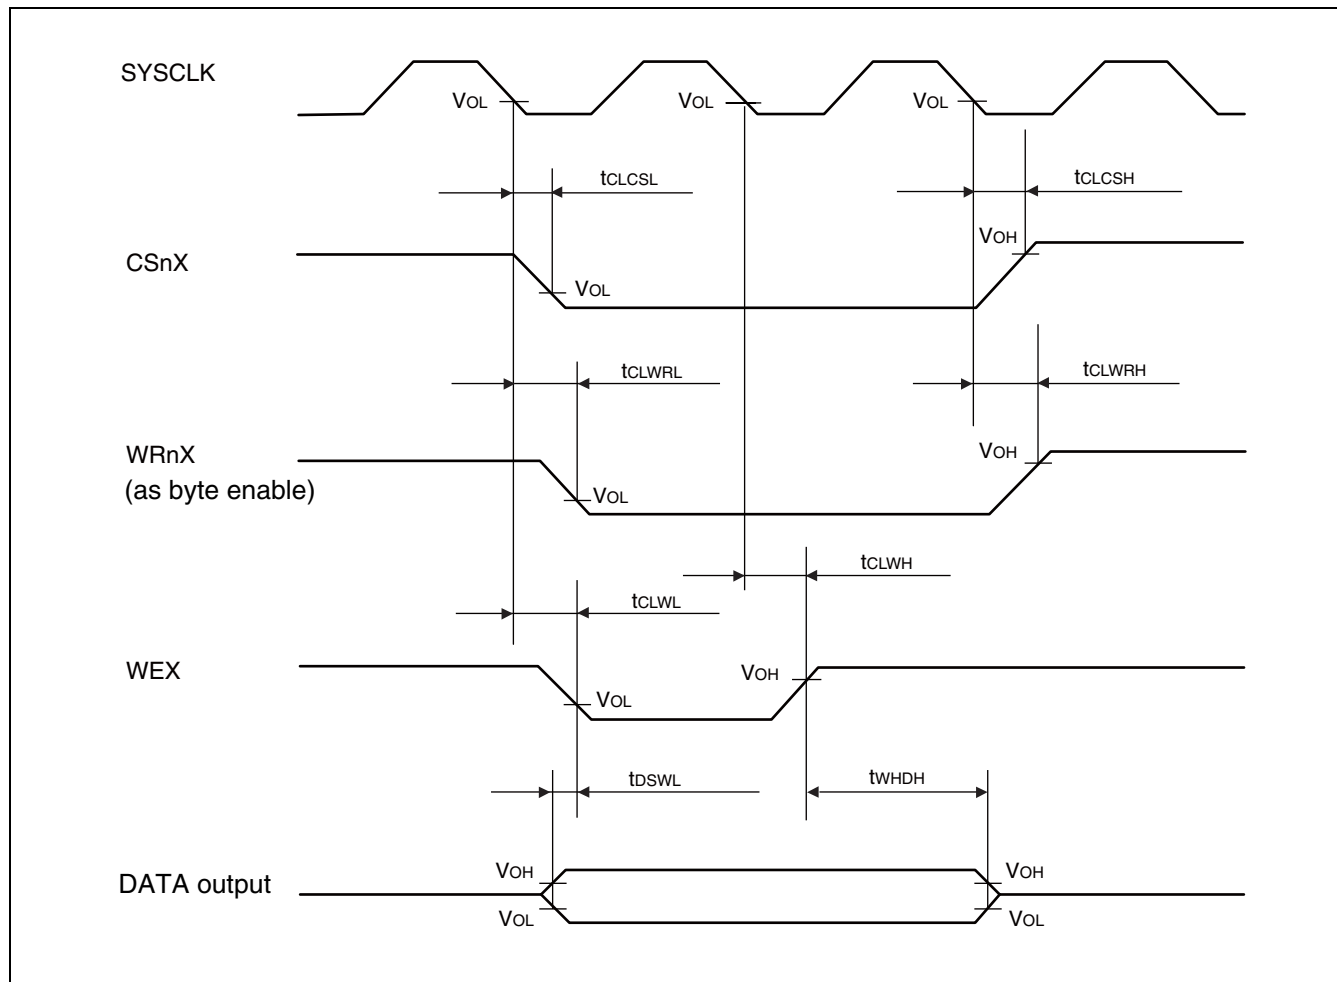 SYSCLK
VOL
VOL
VOL
tCLCSL
tCLCSH
CSnX
VOH
VOL
tCLWRL
tCLWRH
WRnX
(as byte enable)
VOH
VOL
tCLWH
tCLWL
WEX
VOH
VOL
tDSWL
tWHDH
DATA output
VOH
VOH
VOL
VOL